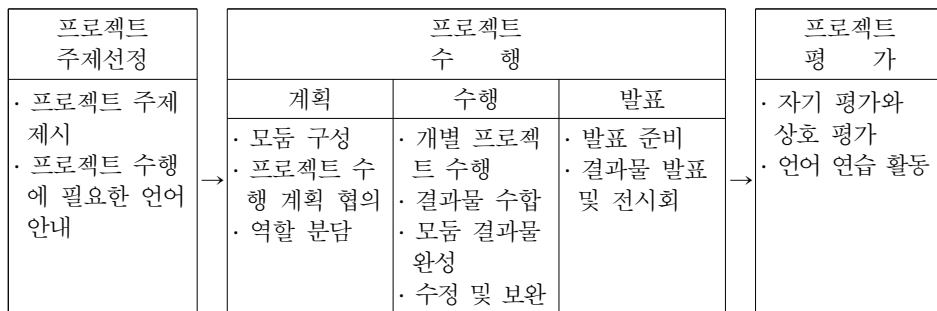 프로젝트
주제선정
· 프로젝트 주제
제시
· 프로젝트 수행
에 필요한 언어
안내
→
프로젝트
수 행
계획
· 모둠 구성
· 프로젝트 수
행 계획 협의
· 역할 분담
수행
· 개별 프로젝
트 수행
· 결과물 수합
· 모둠 결과물
완성
· 수정 및 보완
발표
· 발표 준비
· 결과물 발표
및 전시회
→
프로젝트
평 가
· 자기 평가와
상호 평가
· 언어 연습 활동